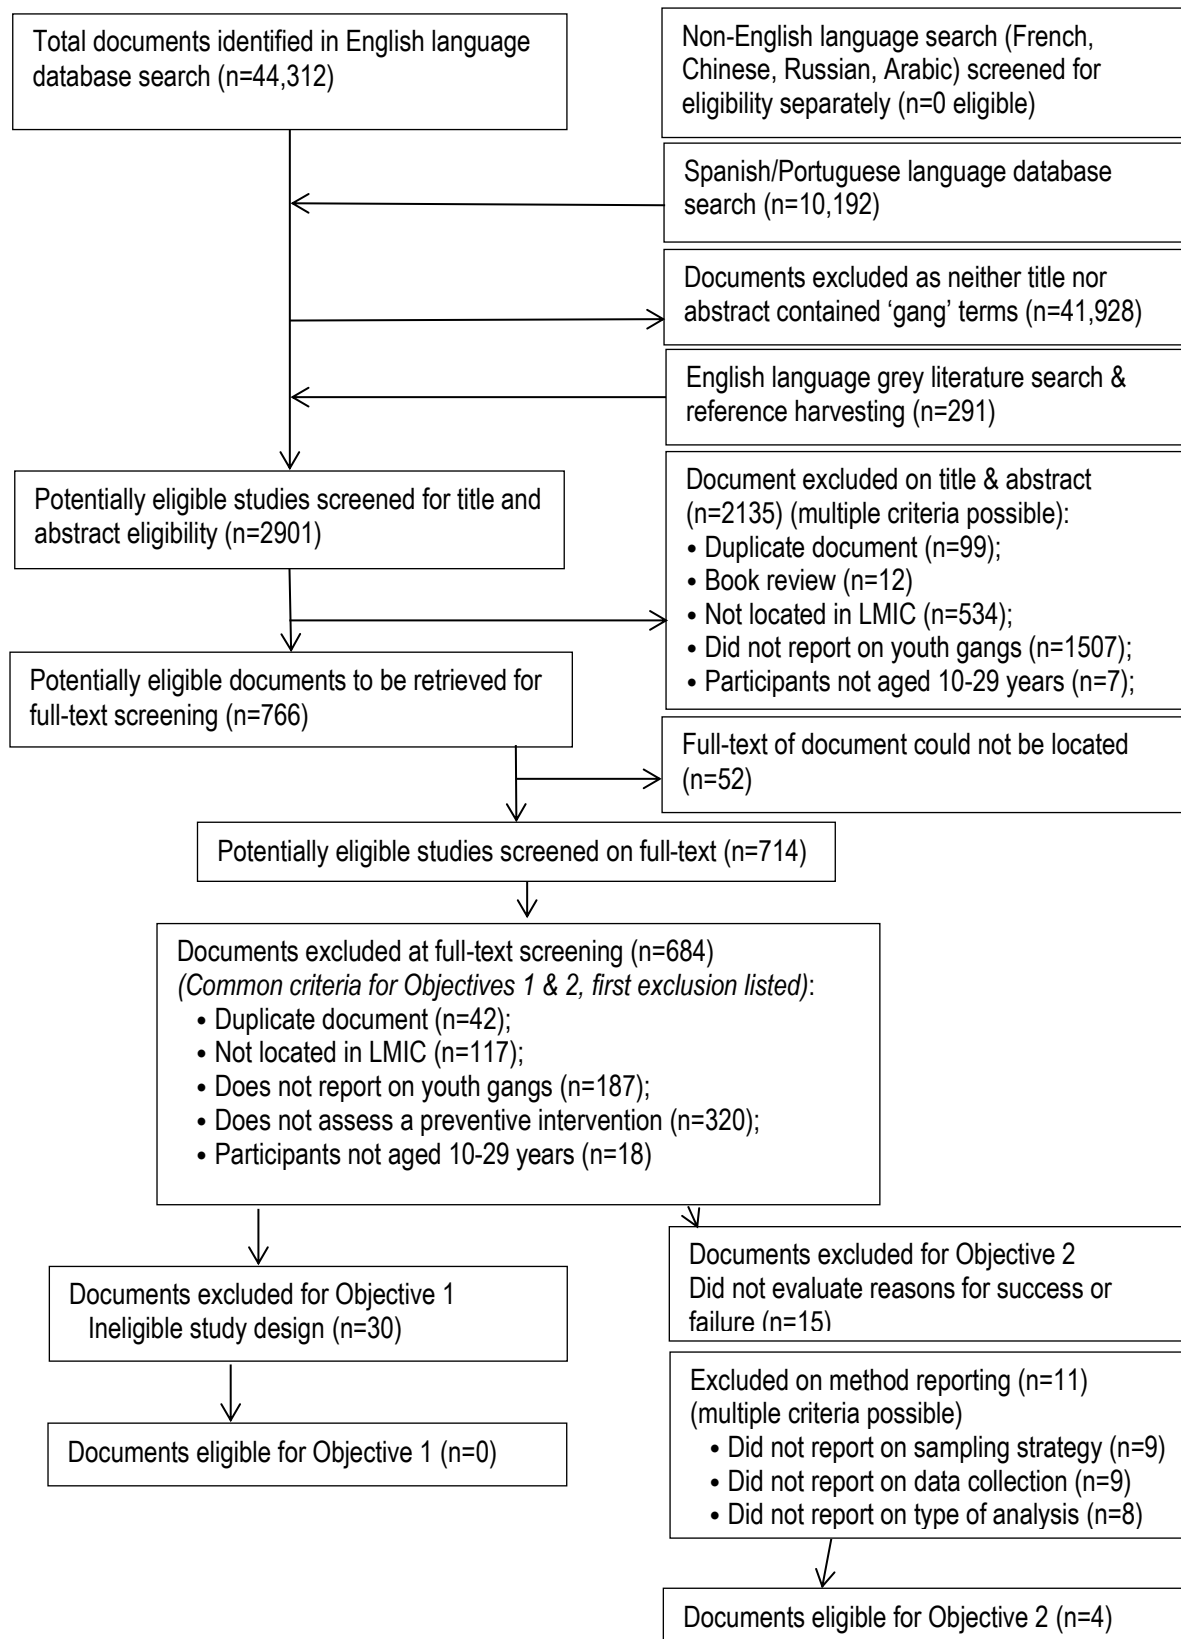 Total documents identified in English language
database search (n=44,312)
Non-English language search (French,
Chinese, Russian, Arabic) screened for
eligibility separately (n=0 eligible)
Spanish/Portuguese language database
search (n=10,192)
Documents excluded as neither title nor
abstract contained ‘gang’ terms (n=41,928)
English language grey literature search &
reference harvesting (n=291)
Potentially eligible studies screened for title and
abstract eligibility (n=2901)
Document excluded on title & abstract
(n=2135) (multiple criteria possible):
• Duplicate document (n=99);
• Book review (n=12)
• Not located in LMIC (n=534);
• Did not report on youth gangs (n=1507);
• Participants not aged 10-29 years (n=7);
Potentially eligible documents to be retrieved for
full-text screening (n=766)
Full-text of document could not be located
(n=52)
Potentially eligible studies screened on full-text (n=714)
Documents excluded at full-text screening (n=684)
(Common criteria for Objectives 1 & 2, first exclusion listed):
• Duplicate document (n=42);
• Not located in LMIC (n=117);
• Does not report on youth gangs (n=187);
• Does not assess a preventive intervention (n=320);
• Participants not aged 10-29 years (n=18)
Documents excluded for Objective 1
Ineligible study design (n=30)
Documents eligible for Objective 1 (n=0)
Documents excluded for Objective 2
Did not evaluate reasons for success or
failure (n=15)
Excluded on method reporting (n=11)
(multiple criteria possible)
• Did not report on sampling strategy (n=9)
• Did not report on data collection (n=9)
• Did not report on type of analysis (n=8)
Documents eligible for Objective 2 (n=4)